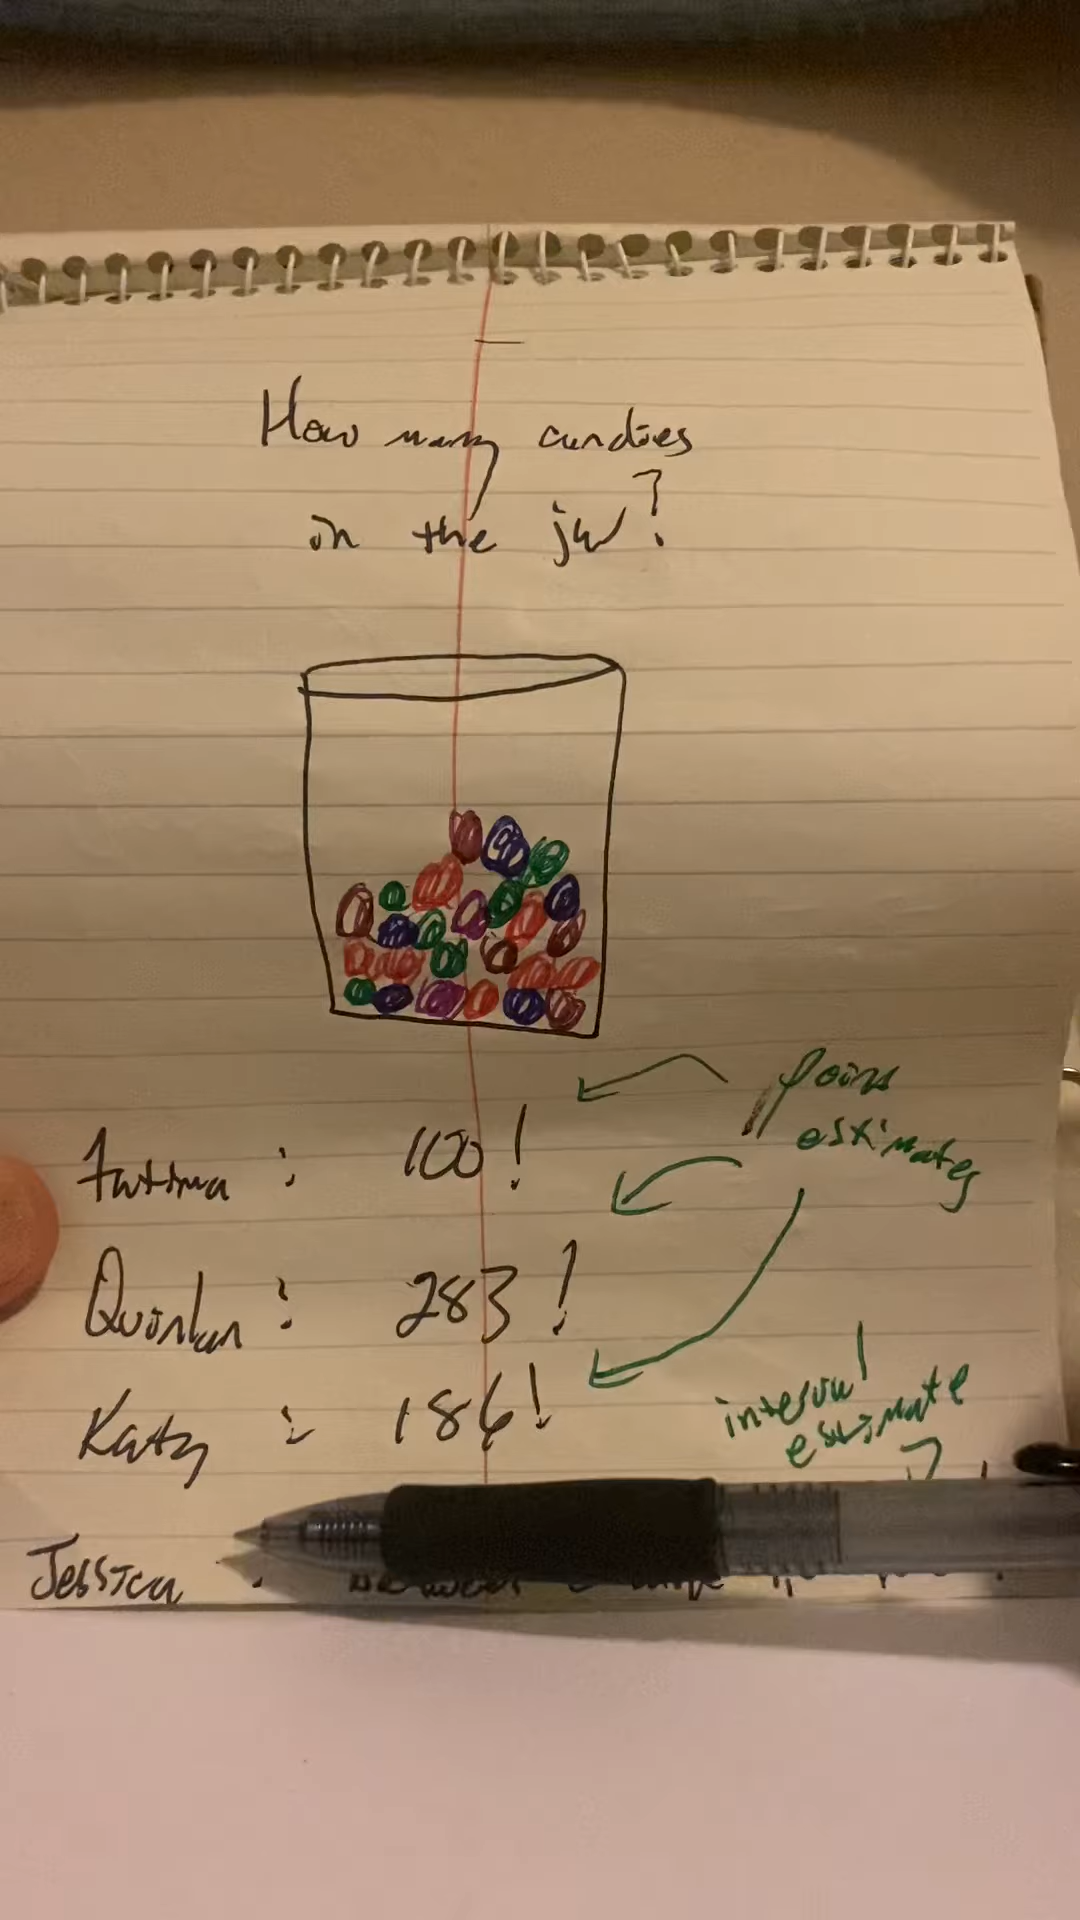 How many candies
in the jar?
Fatima : 100!
Quinlan : 283!
Katy : 186!
Jessica :
point
estimates
interval
estimate